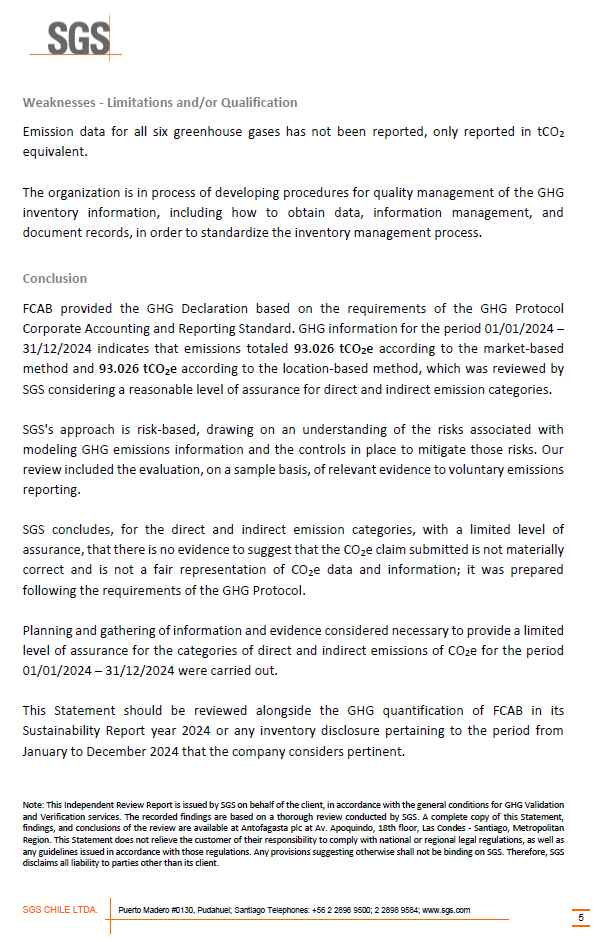 SGS
Weaknesses - Limitations and/or Qualification
Emission data for all six greenhouse gases has not been reported, only reported in tCO₂
equivalent.
The organization is in process of developing procedures for quality management of the GHG
inventory information, including how to obtain data, information management, and
document records, in order to standardize the inventory management process.
Conclusion
FCAB provided the GHG Declaration based on the requirements of the GHG Protocol
Corporate Accounting and Reporting Standard. GHG information for the period 01/01/2024 –
31/12/2024 indicates that emissions totaled 93.026 tCO₂e according to the market-based
method and 93.026 tCO₂e according to the location-based method, which was reviewed by
SGS considering a reasonable level of assurance for direct and indirect emission categories.
SGS's approach is risk-based, drawing on an understanding of the risks associated with
modeling GHG emissions information and the controls in place to mitigate those risks. Our
review included the evaluation, on a sample basis, of relevant evidence to voluntary emissions
reporting.
SGS concludes, for the direct and indirect emission categories, with a limited level of
assurance, that there is no evidence to suggest that the CO₂e claim submitted is not materially
correct and is not a fair representation of CO₂e data and information; it was prepared
following the requirements of the GHG Protocol.
Planning and gathering of information and evidence considered necessary to provide a limited
level of assurance for the categories of direct and indirect emissions of CO₂e for the period
01/01/2024 – 31/12/2024 were carried out.
This Statement should be reviewed alongside the GHG quantification of FCAB in its
Sustainability Report year 2024 or any inventory disclosure pertaining to the period from
January to December 2024 that the company considers pertinent.
Note: This Independent Review Report is issued by SGS on behalf of the client, in accordance with the general conditions for GHG Validation
and Verification services. The recorded findings are based on a thorough review conducted by SGS. A complete copy of this Statement,
findings, and conclusions of the review are available at Antofagasta plc at Av. Apoquindo, 18th floor, Las Condes - Santiago, Metropolitan
Region. This Statement does not relieve the customer of their responsibility to comply with national or regional legal regulations, as well as
any guidelines issued in accordance with those regulations. Any provisions suggesting otherwise shall not be binding on SGS. Therefore, SGS
disclaims all liability to parties other than its client.
SGS CHILE LTDA. Puerto Madero #0130, Pudahuel; Santiago Telephones: +56 2 2898 9500; 2 2898 9584; www.sgs.com
5